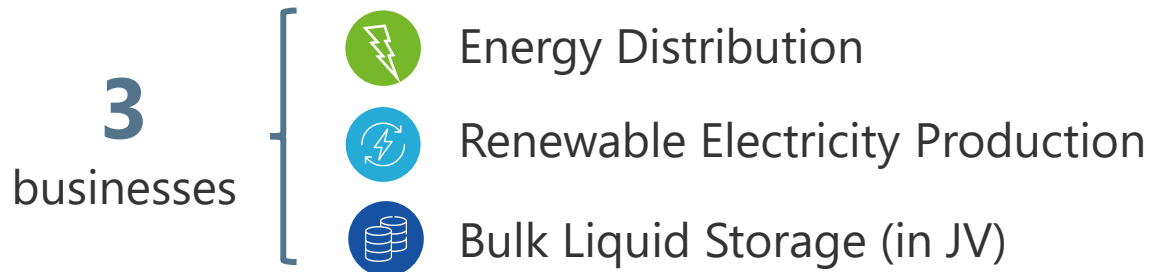 3
businesses
Energy Distribution
Renewable Electricity Production
Bulk Liquid Storage (in JV)